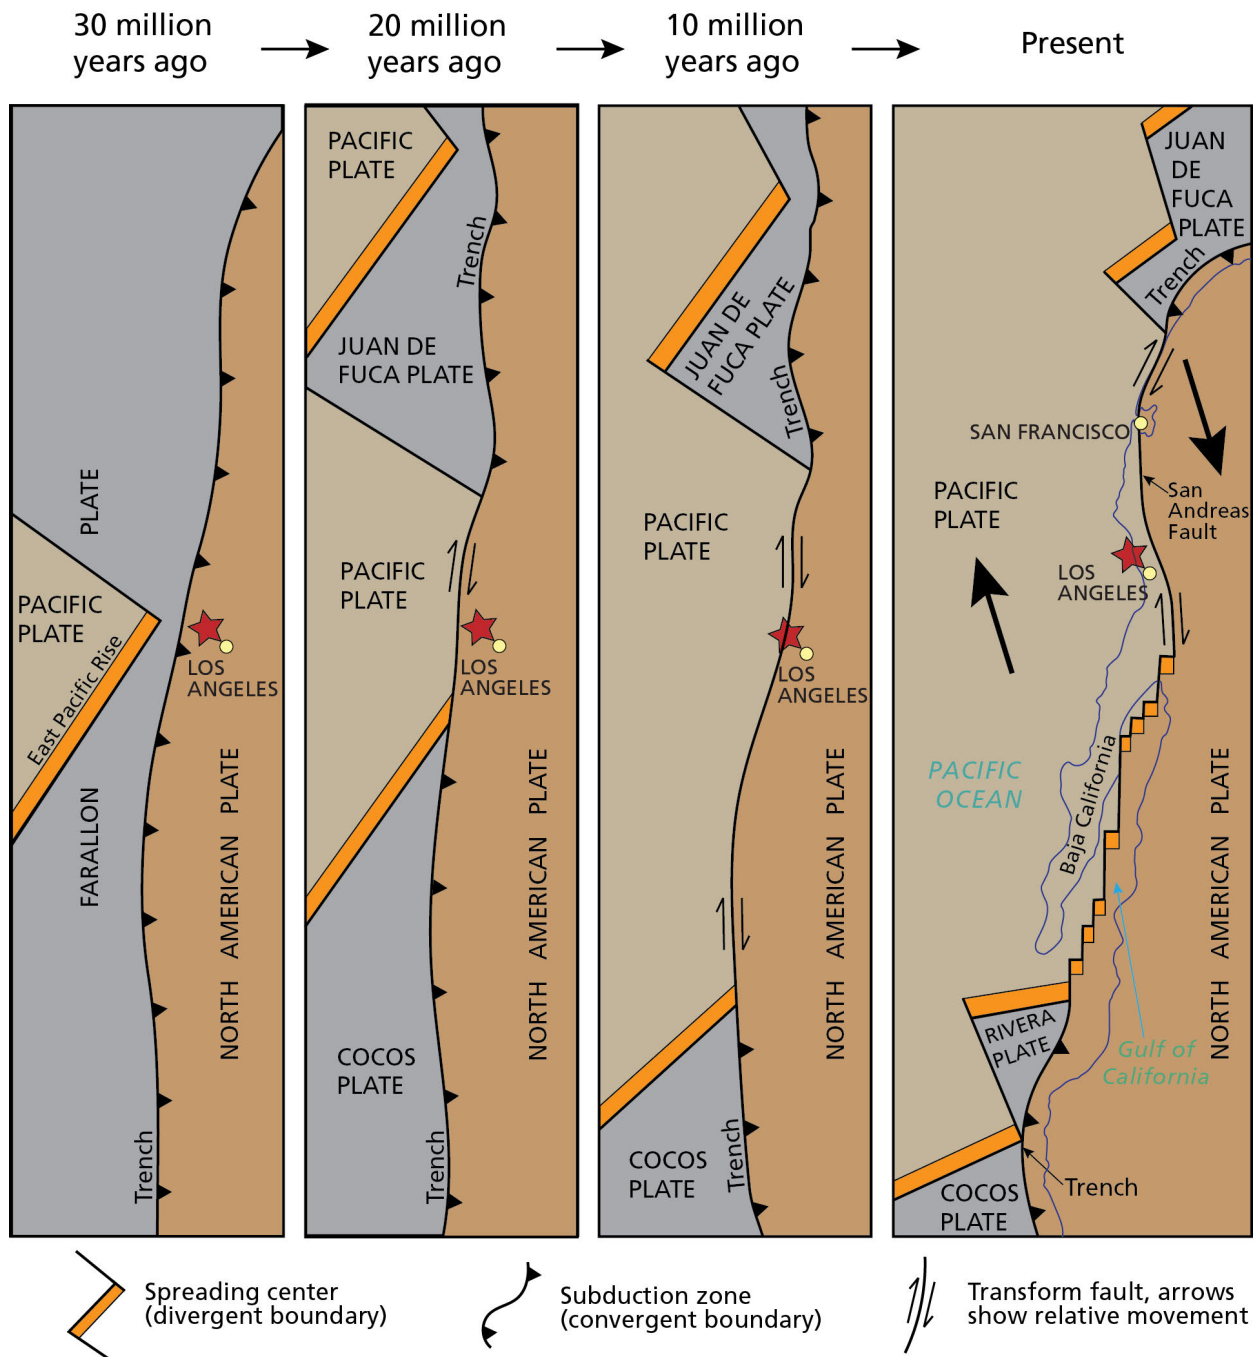 30 million
years ago
20 million
years ago
10 million
years ago
Present
PLATE
PACIFIC
PLATE
East Pacific Rise
LOS
ANGELES
FARALLON
NORTH AMERICAN PLATE
Trench
PACIFIC
PLATE
Trench
JUAN DE
FUCA PLATE
PACIFIC
PLATE
LOS
ANGELES
NORTH AMERICAN PLATE
COCOS
PLATE
Trench
JUAN DE
FUCA PLATE
Trench
PACIFIC
PLATE
LOS
ANGELES
NORTH AMERICAN PLATE
COCOS
PLATE
Trench
JUAN
DE
FUCA
PLATE
Trench
SAN FRANCISCO
PACIFIC
PLATE
San
Andreas
Fault
LOS
ANGELES
PACIFIC
OCEAN
Baja California
NORTH AMERICAN PLATE
RIVERA
PLATE
Gulf of
California
Trench
COCOS
PLATE
Spreading center
(divergent boundary)
Subduction zone
(convergent boundary)
Transform fault, arrows
show relative movement